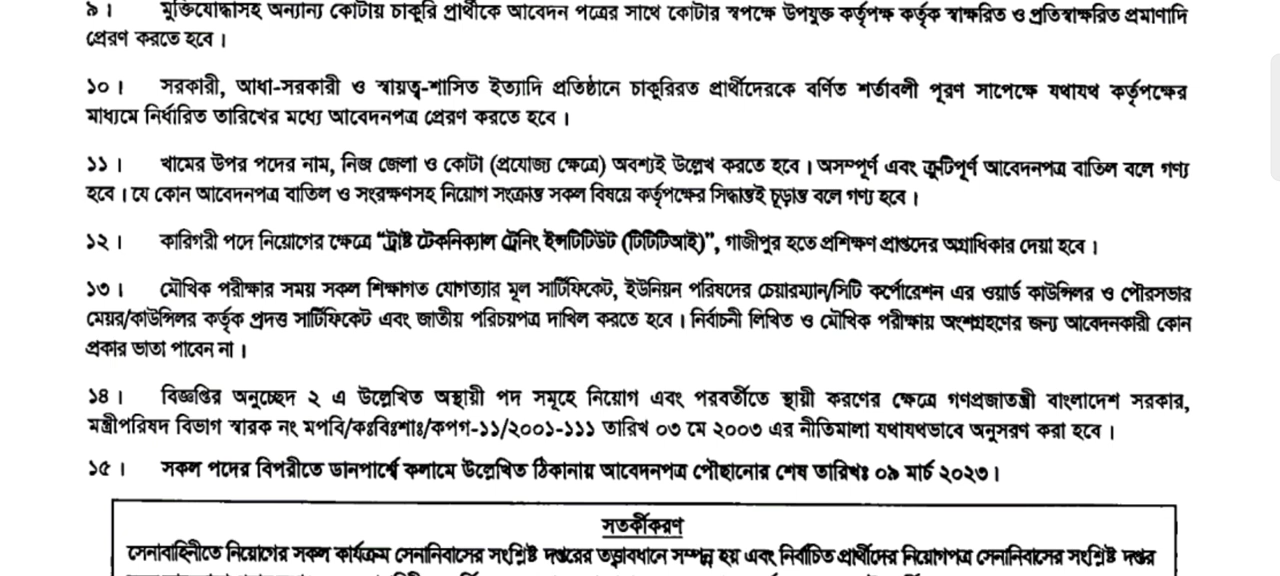 ৯। মুক্তিযোদ্ধাসহ অন্যান্য কোটায় চাকুরি প্রার্থীকে আবেদন পত্রের সাথে কোটার স্বপক্ষে উপযুক্ত কর্তৃপক্ষ কর্তৃক স্বাক্ষরিত ও প্রতিস্বাক্ষরিত প্রমাণাদি
প্রেরণ করতে হবে।
১০। সরকারী, আধা-সরকারী ও স্বায়ত্ব-শাসিত ইত্যাদি প্রতিষ্ঠানে চাকুরিরত প্রার্থীদেরকে বর্ণিত শর্তাবলী পূরণ সাপেক্ষে যথাযথ কর্তৃপক্ষের
মাধ্যমে নির্ধারিত তারিখের মধ্যে আবেদনপত্র প্রেরণ করতে হবে।
১১। খামের উপর পদের নাম, নিজ জেলা ও কোটা (প্রযোজ্য ক্ষেত্রে) অবশ্যই উল্লেখ করতে হবে। অসম্পূর্ণ এবং ত্রুটিপূর্ণ আবেদনপত্র বাতিল বলে গণ্য
হবে। যে কোন আবেদনপত্র বাতিল ও সংরক্ষণসহ নিয়োগ সংক্রান্ত সকল বিষয়ে কর্তৃপক্ষের সিদ্ধান্তই চূড়ান্ত বলে গণ্য হবে।
১২। কারিগরী পদে নিয়োগের ক্ষেত্রে “ট্রাষ্ট টেকনিক্যাল ট্রেনিং ইন্সটিটিউট (টিটিটিআই)”, গাজীপুর হতে প্রশিক্ষণ প্রাপ্তদের অগ্রাধিকার দেয়া হবে।
১৩। মৌখিক পরীক্ষার সময় সকল শিক্ষাগত যোগ্যতার মূল সার্টিফিকেট, ইউনিয়ন পরিষদের চেয়ারম্যান/সিটি কর্পোরেশন এর ওয়ার্ড কাউন্সিলর ও পৌরসভার
মেয়র/কাউন্সিলর কর্তৃক প্রদত্ত সার্টিফিকেট এবং জাতীয় পরিচয়পত্র দাখিল করতে হবে। নির্বাচনী লিখিত ও মৌখিক পরীক্ষায় অংশগ্রহণের জন্য আবেদনকারী কোন
প্রকার ভাতা পাবেন না।
১৪। বিজ্ঞপ্তির অনুচ্ছেদ ২ এ উল্লেখিত অস্থায়ী পদ সমূহে নিয়োগ এবং পরবর্তীতে স্থায়ী করণের ক্ষেত্রে গণপ্রজাতন্ত্রী বাংলাদেশ সরকার,
মন্ত্রীপরিষদ বিভাগ স্বারক নং মপবি/কঃবিঃশাঃ/কপগ-১১/২০০১-১১১ তারিখ ০৩ মে ২০০৩ এর নীতিমালা যথাযথভাবে অনুসরণ করা হবে।
১৫। সকল পদের বিপরীতে ডানপার্শ্বে কলামে উল্লেখিত ঠিকানায় আবেদনপত্র পৌছানোর শেষ তারিখঃ ০৯ মার্চ ২০২৩।
সতর্কীকরণ
সেনাবাহিনীতে নিয়োগের সকল কার্যক্রম সেনানিবাসের সংশ্লিষ্ট দপ্তরের তত্ত্বাবধানে সম্পন্ন হয় এবং নির্বাচিত প্রার্থীদের নিয়োগপত্র সেনানিবাসের সংশ্লিষ্ট দপ্তর